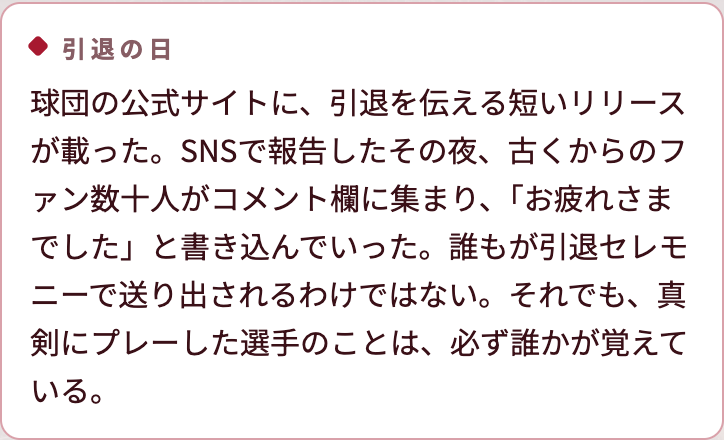 引退の日
球団の公式サイトに、引退を伝える短いリリース
が載った。SNSで報告したその夜、古くからのフ
ァン数十人がコメント欄に集まり、「お疲れさま
でした」と書き込んでいった。誰もが引退セレモ
ニーで送り出されるわけではない。それでも、真
剣にプレーした選手のことは、必ず誰かが覚えて
いる。